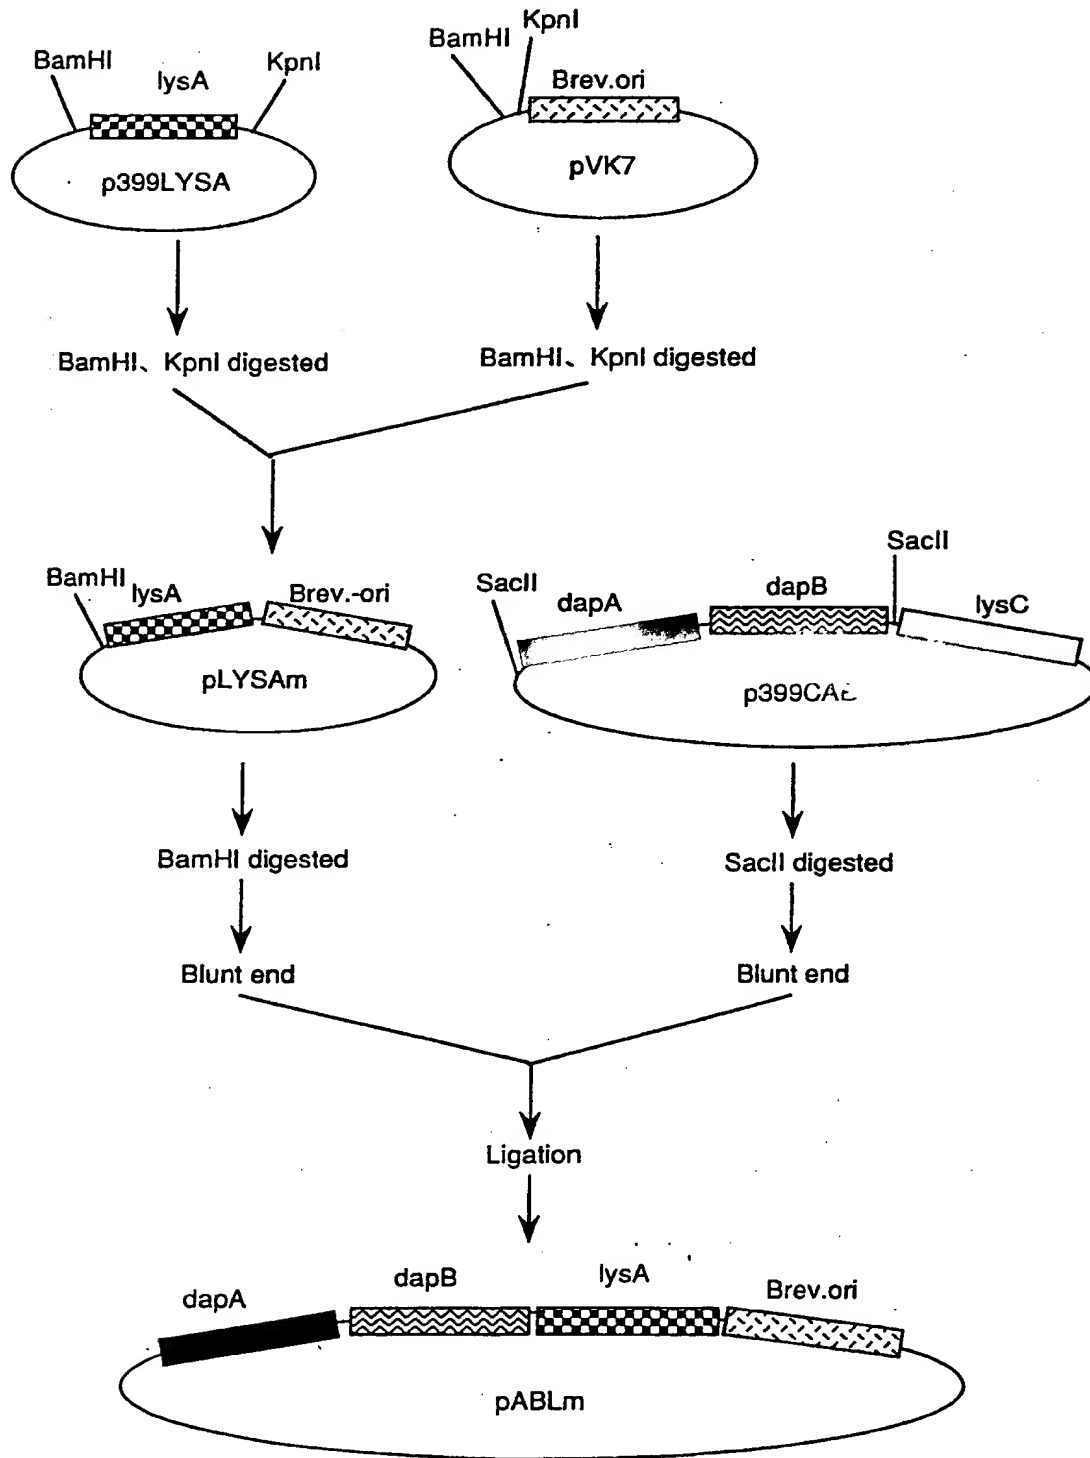 BamHI
lysA
KpnI
p399LYSA
BamHI
KpnI
Brev.ori
pVK7
BamHI、KpnI digested
BamHI、KpnI digested
BamHI
lysA
Brev.-ori
pLYSAm
SacII
dapA
dapB
SacII
lysC
BamHI digested
SacII digested
Blunt end
Blunt end
Ligation
dapA
dapB
lysA
Brev.ori
pABLm